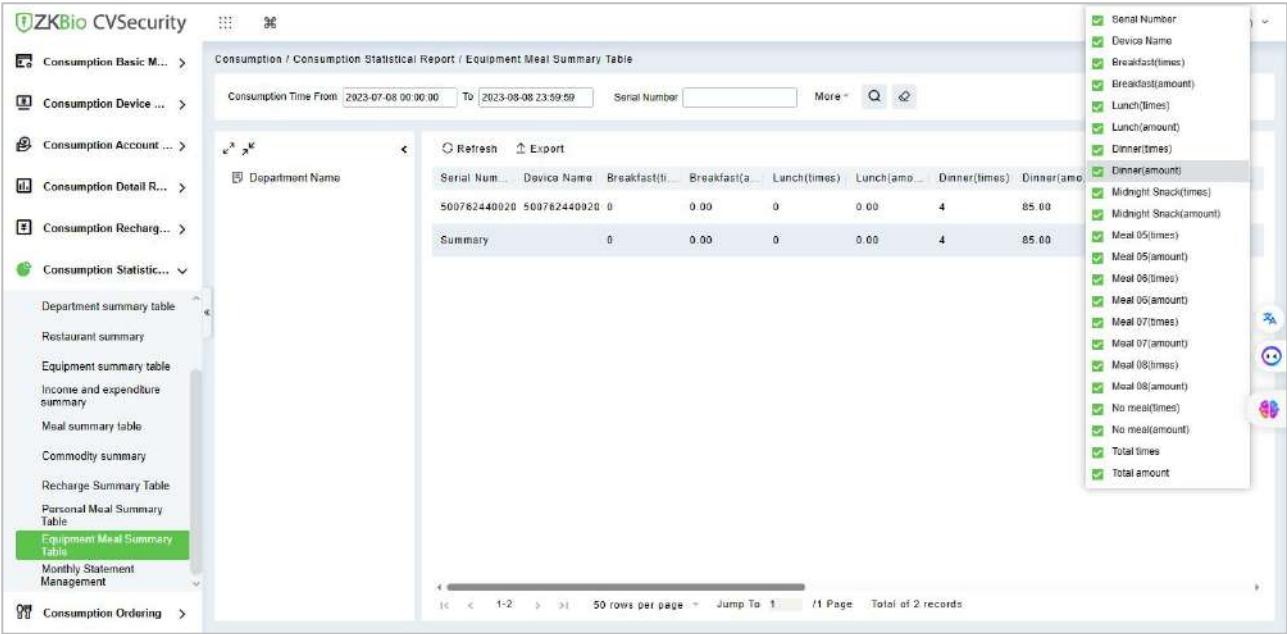 ZKBio CVSecurity
Consumption Basic M...
Consumption Device ...
Consumption Account ...
Consumption Detail R...
Consumption Recharg...
Consumption Statistic...
Department summary table
Restaurant summary
Equipment summary table
Income and expenditure
summary
Meal summary table
Commodity summary
Recharge Summary Table
Personal Meal Summary
Table
Equipment Meal Summary
Table
Monthly Statement
Management
Consumption Ordering
Consumption / Consumption Statistical Report / Equipment Meal Summary Table
Consumption Time From 2023-07-08 00:00:00 To 2023-08-08 23:59:59 Serial Number More
Department Name
Refresh Export
Serial Num... Device Name Breakfast(ti... Breakfast(a... Lunch(times) Lunch(amo... Dinner(times) Dinner(amo
500762440020 500762440020 0 0.00 0 0.00 4 85.00
Summary 0 0.00 0 0.00 4 85.00
1-2 50 rows per page Jump To 1 /1 Page Total of 2 records
Serial Number
Device Name
Breakfast(times)
Breakfast(amount)
Lunch(times)
Lunch(amount)
Dinner(times)
Dinner(amount)
Midnight Snack(times)
Midnight Snack(amount)
Meal 05(times)
Meal 05(amount)
Meal 06(times)
Meal 06(amount)
Meal 07(times)
Meal 07(amount)
Meal 08(times)
Meal 08(amount)
No meal(times)
No meal(amount)
Total times
Total amount